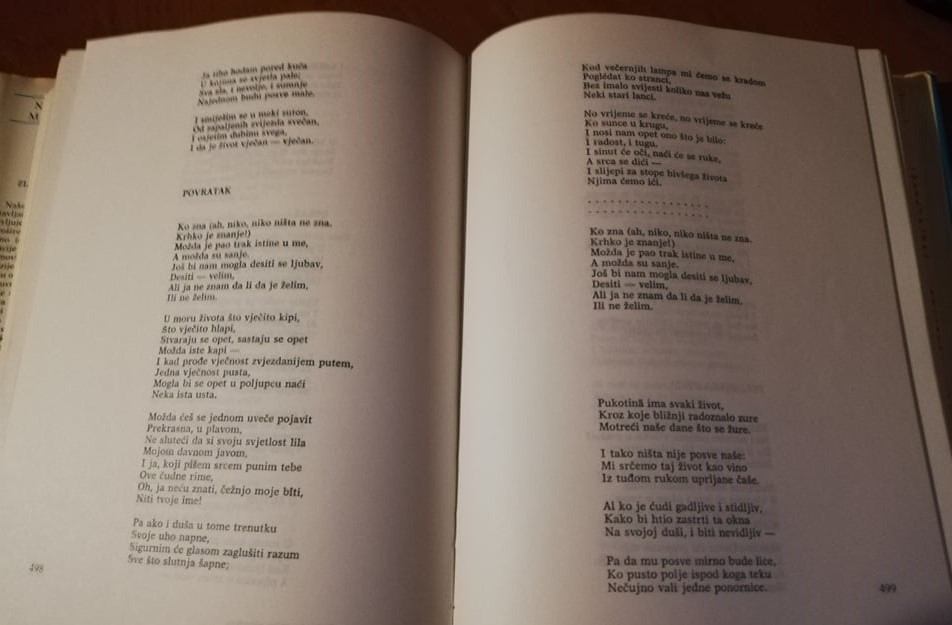 Ja tiho hodam pored kuća
U kojima se svjetla pale;
Sva zla, i nevolje, i sumnje
Najednom budu posve male.
I smiješim se u meki suton,
Od zapaljenih zvijezda svečan,
I osjetim dubinu svega,
I da je život vječan — vječan.
POVRATAK
Ko zna (ah, niko, niko ništa ne zna.
Krhko je znanje!)
Možda je pao trak istine u me,
A možda su sanje.
Još bi nam mogla desiti se ljubav,
Desiti — velim,
Ali ja ne znam da li da je želim,
Ili ne želim.
U moru života što vječito kipi,
Što vječito hlapi,
Stvaraju se opet, sastaju se opet
Možda iste kapi —
I kad prođe vječnost zvjezdanijem putem,
Jedna vječnost pusta,
Mogla bi se opet u poljupcu naći
Neka ista usta.
Možda ćeš se jednom uveče pojavit
Prekrasna, u plavom,
Ne sluteći da si svoju svjetlost lila
Mojom davnom javom,
I ja, koji pišem srcem punim tebe
Ove čudne rime,
Oh, ja neću znati, čežnjo moje biti,
Niti tvoje ime!
Pa ako i duša u tome trenutku
Svoje uho napne,
Sigurnim će glasom zaglušiti razum
Sve što slutnja šapne;
498
Kod večernjih lampa mi ćemo se kradom
Pogledat ko stranci,
Bez imalo svijesti koliko nas vežu
Neki stari lanci.
No vrijeme se kreće, no vrijeme se kreće
Ko sunce u krugu,
I nosi nam opet ono što je bilo:
I radost, i tugu.
I sinut će oči, naći će se ruke,
A srca se dići —
I slijepi za stope bivšega života
Njima ćemo ići.
. . . . . . . . . . . . . . . . . .
. . . . . . . . . . . . . . . . . .
Ko zna (ah, niko, niko ništa ne zna.
Krhko je znanje!)
Možda je pao trak istine u me,
A možda su sanje.
Još bi nam mogla desiti se ljubav,
Desiti — velim,
Ali ja ne znam da li da je želim,
Ili ne želim.
Pukotinâ ima svaki život,
Kroz koje bližnji radoznalo zure
Motreći naše dane što se žure.
I tako ništa nije posve naše:
Mi srčemo taj život kao vino
Iz tuđom rukom uprljane čaše.
Al ko je ćudi gadljive i stidljiv,
Kako bi htio zastrti ta okna
Na svojoj duši, i biti nevidljiv —
Pa da mu posve mirno bude lice,
Ko pusto polje ispod koga teku
Nečujno vali jedne ponornice.
499